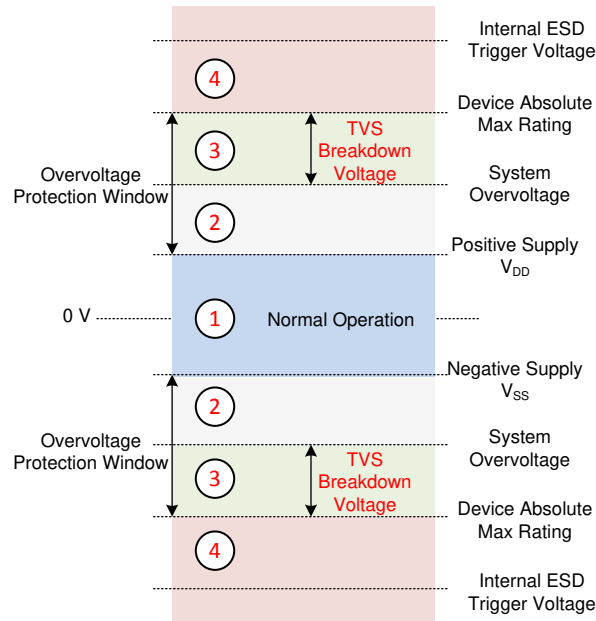 Internal ESD
Trigger Voltage
4
Device Absolute
Max Rating
3
TVS
Breakdown
Voltage
Overvoltage
Protection Window
System
Overvoltage
2
Positive Supply
VDD
0 V
1
Normal Operation
Negative Supply
VSS
2
System
Overvoltage
Overvoltage
Protection Window
3
TVS
Breakdown
Voltage
Device Absolute
Max Rating
4
Internal ESD
Trigger Voltage